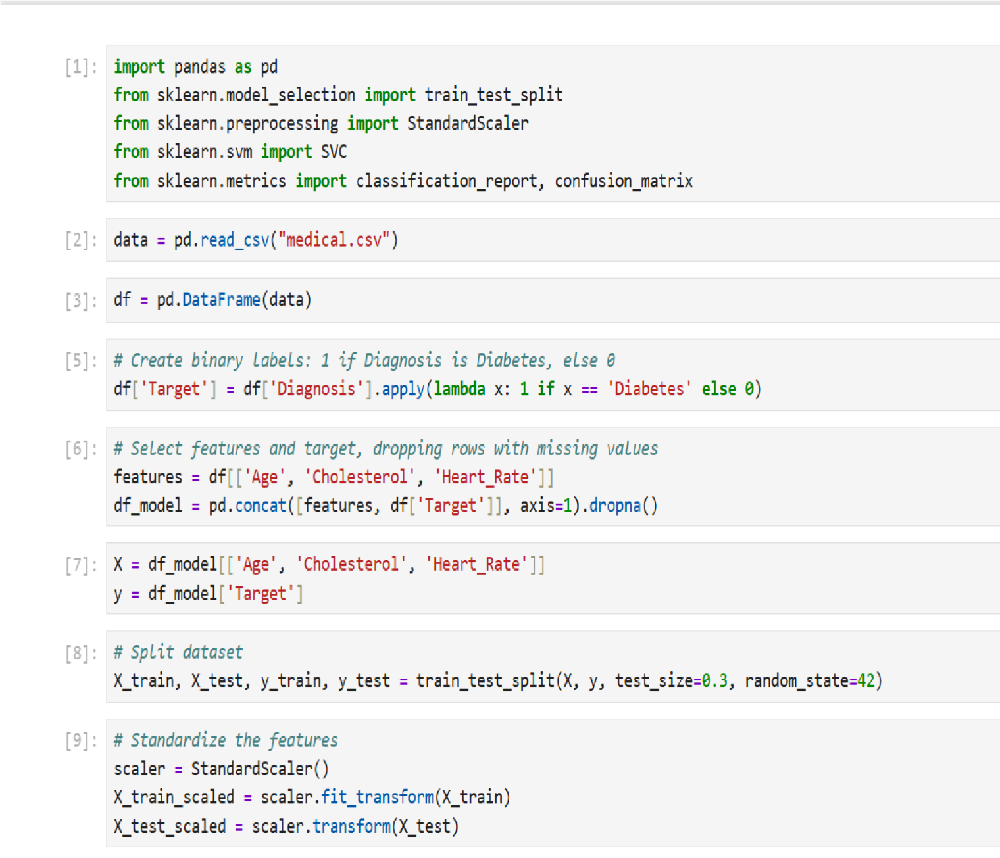 [1]: import pandas as pd
from sklearn.model_selection import train_test_split
from sklearn.preprocessing import StandardScaler
from sklearn.svm import SVC
from sklearn.metrics import classification_report, confusion_matrix
[2]: data = pd.read_csv("medical.csv")
[3]: df = pd.DataFrame(data)
[5]: # Create binary labels: 1 if Diagnosis is Diabetes, else 0
df['Target'] = df['Diagnosis'].apply(lambda x: 1 if x == 'Diabetes' else 0)
[6]: # Select features and target, dropping rows with missing values
features = df[['Age', 'Cholesterol', 'Heart_Rate']]
df_model = pd.concat([features, df['Target']], axis=1).dropna()
[7]: X = df_model[['Age', 'Cholesterol', 'Heart_Rate']]
y = df_model['Target']
[8]: # Split dataset
X_train, X_test, y_train, y_test = train_test_split(X, y, test_size=0.3, random_state=42)
[9]: # Standardize the features
scaler = StandardScaler()
X_train_scaled = scaler.fit_transform(X_train)
X_test_scaled = scaler.transform(X_test)